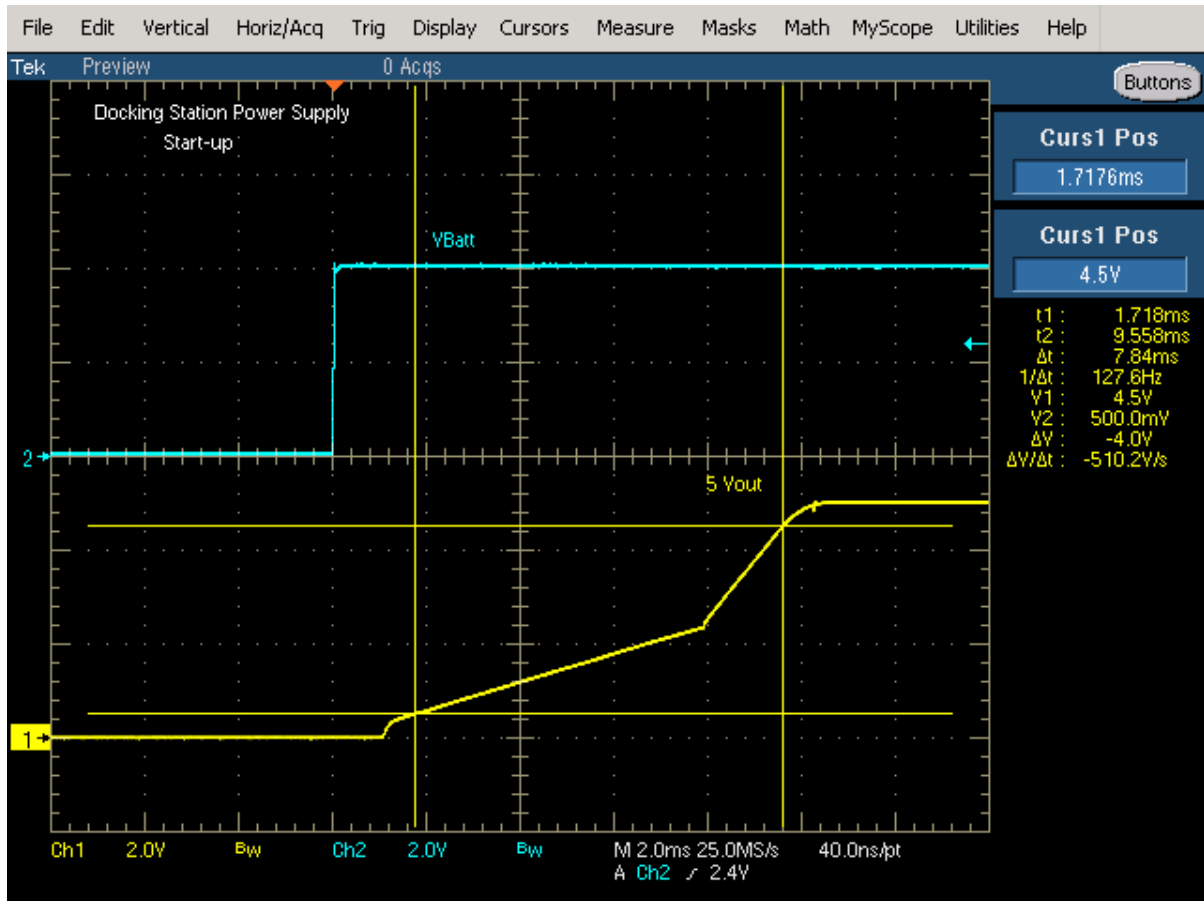 File Edit Vertical Horiz/Acq Trig Display Cursors Measure Masks Math MyScope Utilities Help
Tek Preview 0 Acqs
Buttons
Docking Station Power Supply
Start-up
Curs1 Pos
1.7176ms
Curs1 Pos
4.5V
VBatt
t1 : 1.718ms
t2 : 9.558ms
Δt : 7.84ms
1/Δt : 127.6Hz
V1 : 4.5V
V2 : 500.0mV
ΔV : -4.0V
ΔV/Δt : -510.2V/s
2
5 Vout
1
Ch1 2.0V BW Ch2 2.0V BW M 2.0ms 25.0MS/s 40.0ns/pt
A Ch2 2.4V